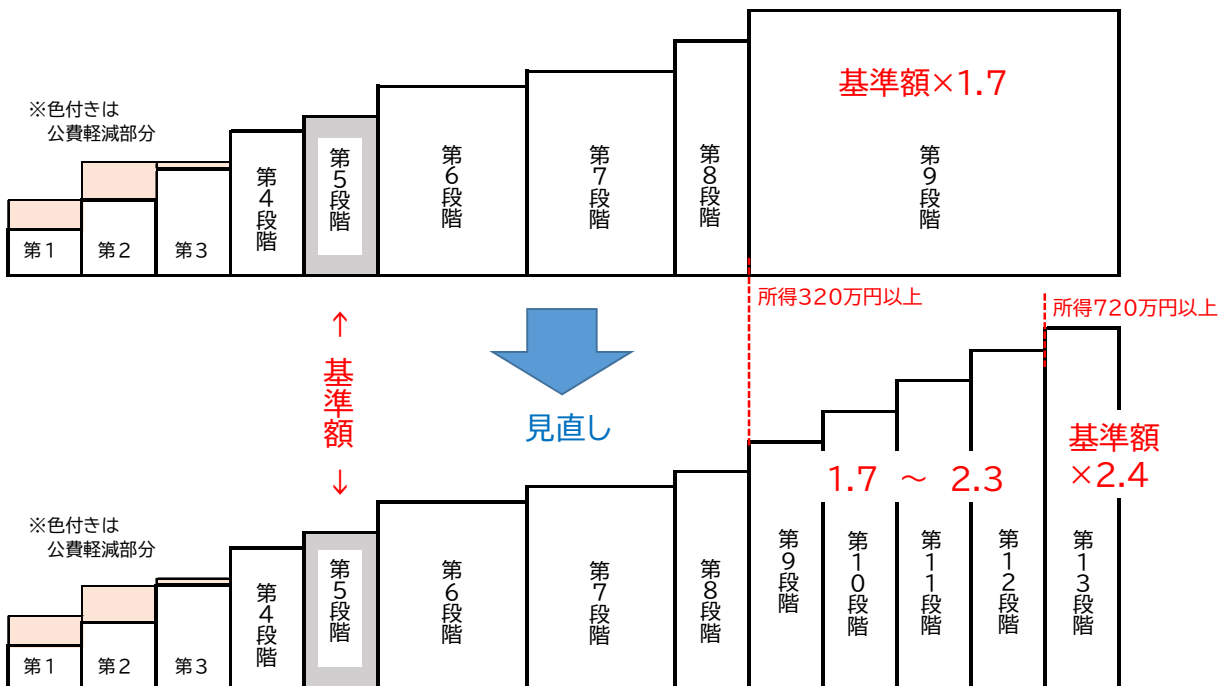 ※色付きは
公費軽減部分
第1
第2
第3
第4段階
第5段階
第6段階
第7段階
第8段階
基準額×1.7
第9段階
所得320万円以上
所得720万円以上
↑
基準額
↓
見直し
※色付きは
公費軽減部分
第1
第2
第3
第4段階
第5段階
第6段階
第7段階
第8段階
1.7 ～ 2.3
基準額
×2.4
第9段階
第10段階
第11段階
第12段階
第13段階